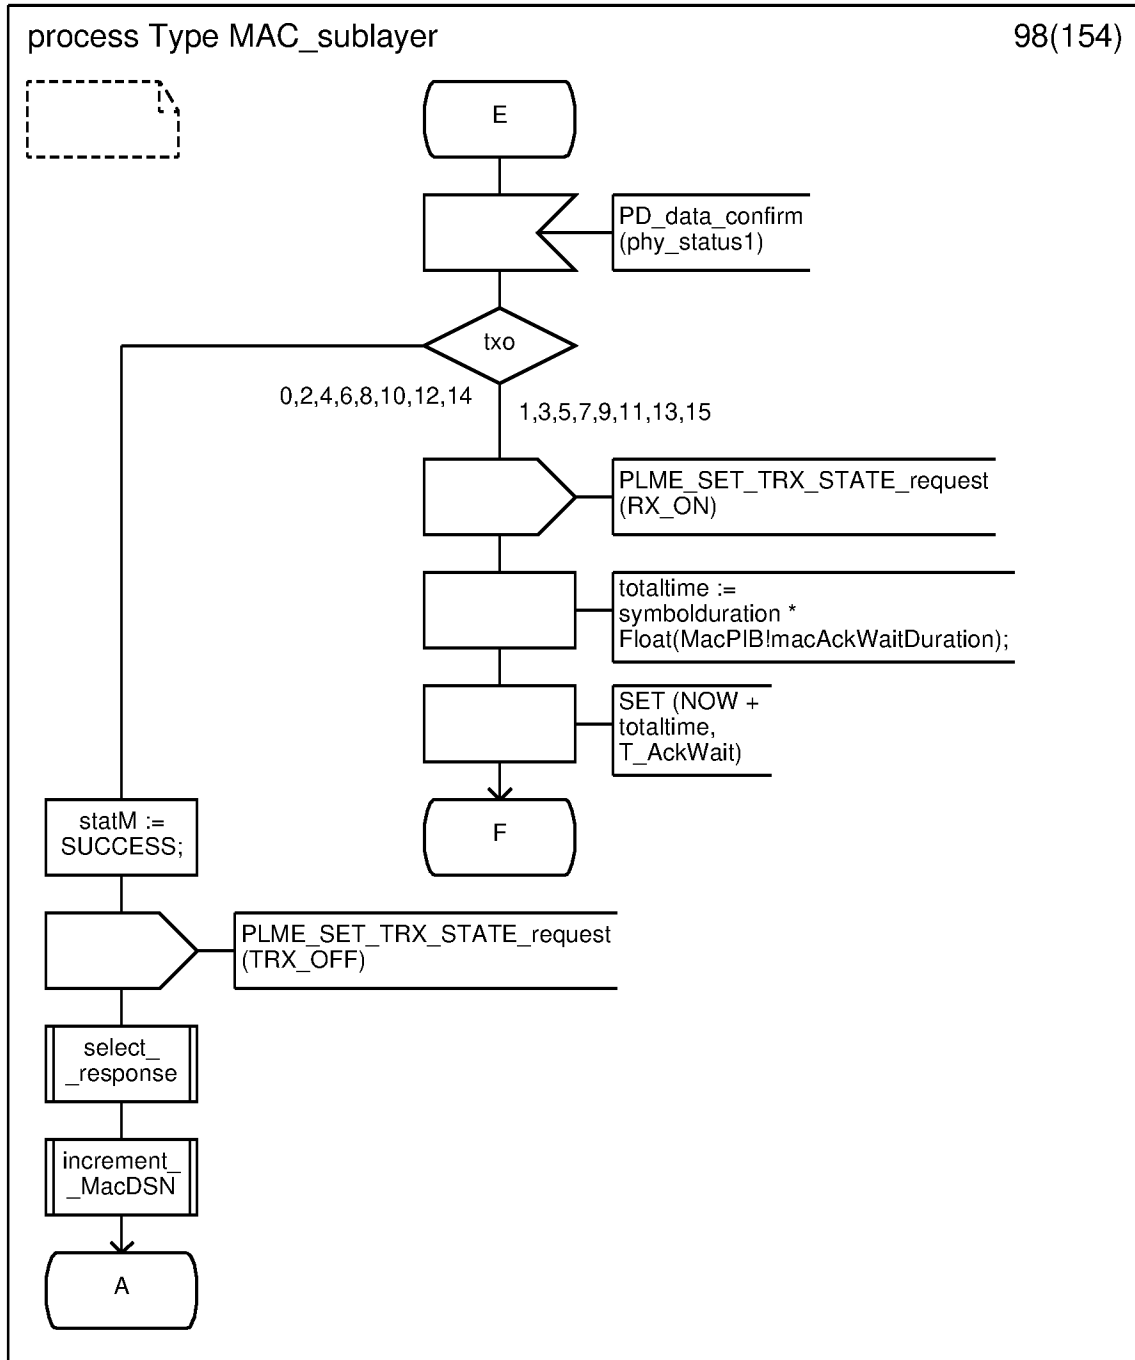 process Type MAC_sublayer
98(154)
E
PD_data_confirm
(phy_status1)
txo
0,2,4,6,8,10,12,14
1,3,5,7,9,11,13,15
PLME_SET_TRX_STATE_request
(RX_ON)
totaltime :=
symbolduration *
Float(MacPIB!macAckWaitDuration);
SET (NOW +
totaltime,
T_AckWait)
F
statM :=
SUCCESS;
PLME_SET_TRX_STATE_request
(TRX_OFF)
select_
_response
increment_
_MacDSN
A